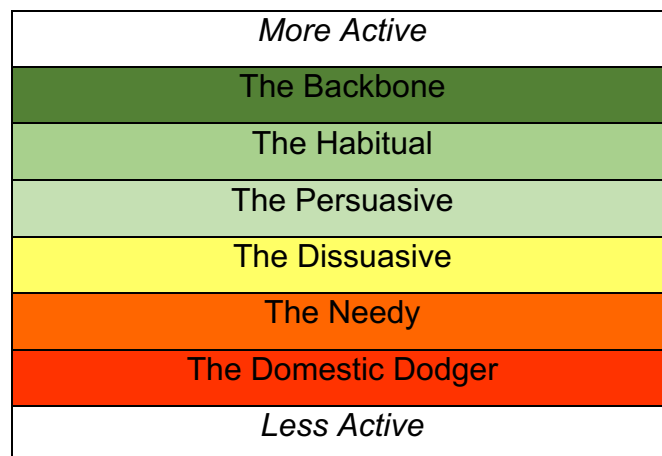 More Active
The Backbone
The Habitual
The Persuasive
The Dissuasive
The Needy
The Domestic Dodger
Less Active